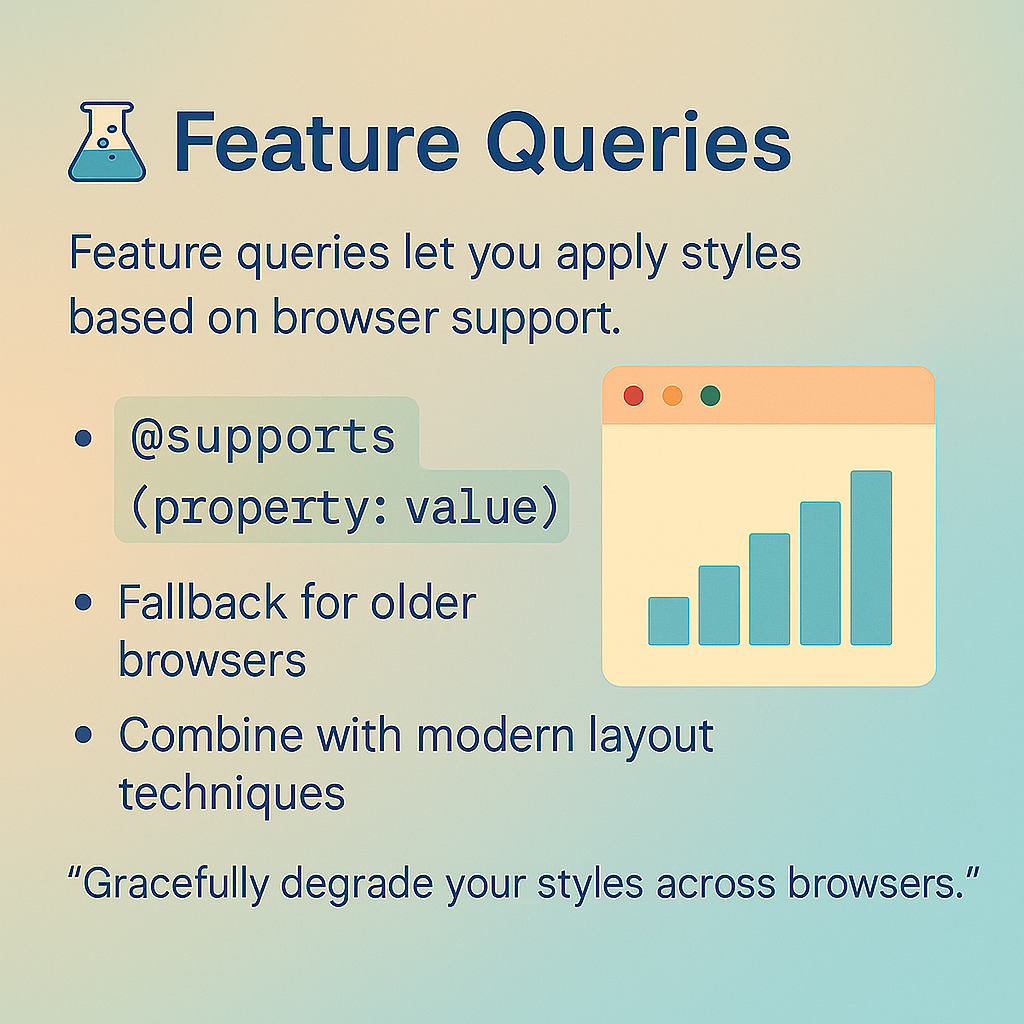 Feature Queries
Feature queries let you apply styles
based on browser support.
• @supports
(property: value)
• Fallback for older
browsers
• Combine with modern layout
techniques
“Gracefully degrade your styles across browsers.”